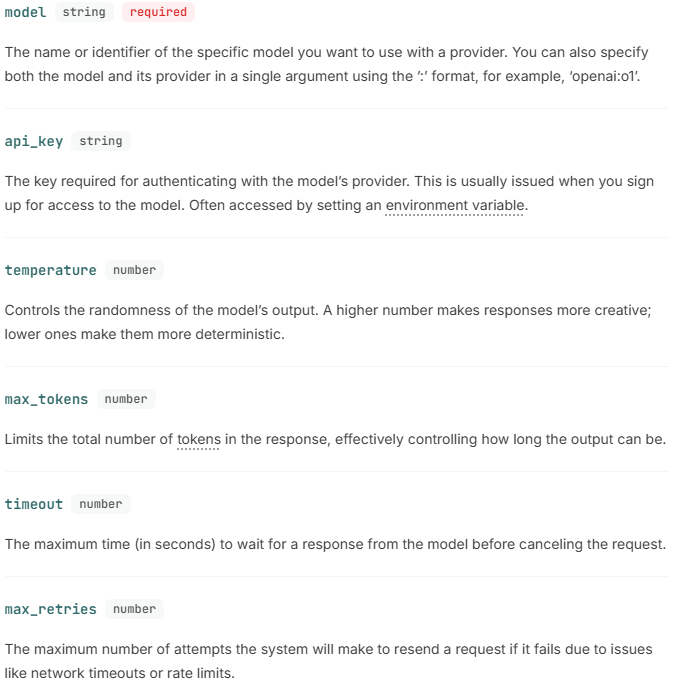 model string required
The name or identifier of the specific model you want to use with a provider. You can also specify
both the model and its provider in a single argument using the ’:’ format, for example, ‘openai:o1’.
api_key string
The key required for authenticating with the model’s provider. This is usually issued when you sign
up for access to the model. Often accessed by setting an environment variable.
temperature number
Controls the randomness of the model’s output. A higher number makes responses more creative;
lower ones make them more deterministic.
max_tokens number
Limits the total number of tokens in the response, effectively controlling how long the output can be.
timeout number
The maximum time (in seconds) to wait for a response from the model before canceling the request.
max_retries number
The maximum number of attempts the system will make to resend a request if it fails due to issues
like network timeouts or rate limits.